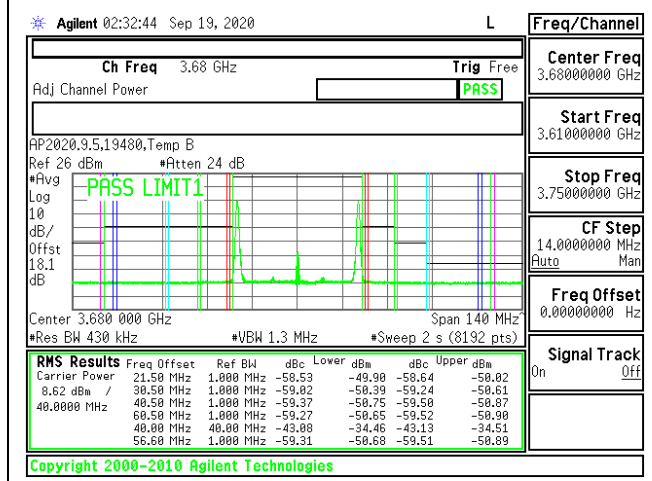 Agilent 02:32:44 Sep 19, 2020 L Freq/Channel
Ch Freq 3.68 GHz Trig Free
Adj Channel Power PASS
Center Freq
3.68000000 GHz
Start Freq
3.61000000 GHz
Stop Freq
3.75000000 GHz
CF Step
14.0000000 MHz
Auto Man
Freq Offset
0.00000000 Hz
Signal Track
On Off
AP2020.9.5,19480,Temp B
Ref 26 dBm #Atten 24 dB
#Avg
Log
10
dB/
Offst
18.1
dB
PASS LIMIT1
Center 3.680 000 GHz Span 140 MHz^
#Res BW 430 kHz #VBW 1.3 MHz #Sweep 2 s (8192 pts)
RMS Results Freq Offset Ref BW dBc Lower dBm dBc Upper dBm
Carrier Power 21.50 MHz 1.000 MHz -58.53 -49.90 -58.64 -50.02
8.62 dBm / 30.50 MHz 1.000 MHz -59.02 -50.39 -59.24 -50.61
40.0000 MHz 40.50 MHz 1.000 MHz -59.37 -50.75 -59.50 -50.87
60.50 MHz 1.000 MHz -59.27 -50.65 -59.52 -50.90
40.00 MHz 40.00 MHz -43.08 -34.46 -43.13 -34.51
56.60 MHz 1.000 MHz -59.31 -50.68 -59.51 -50.89
Copyright 2000-2010 Agilent Technologies